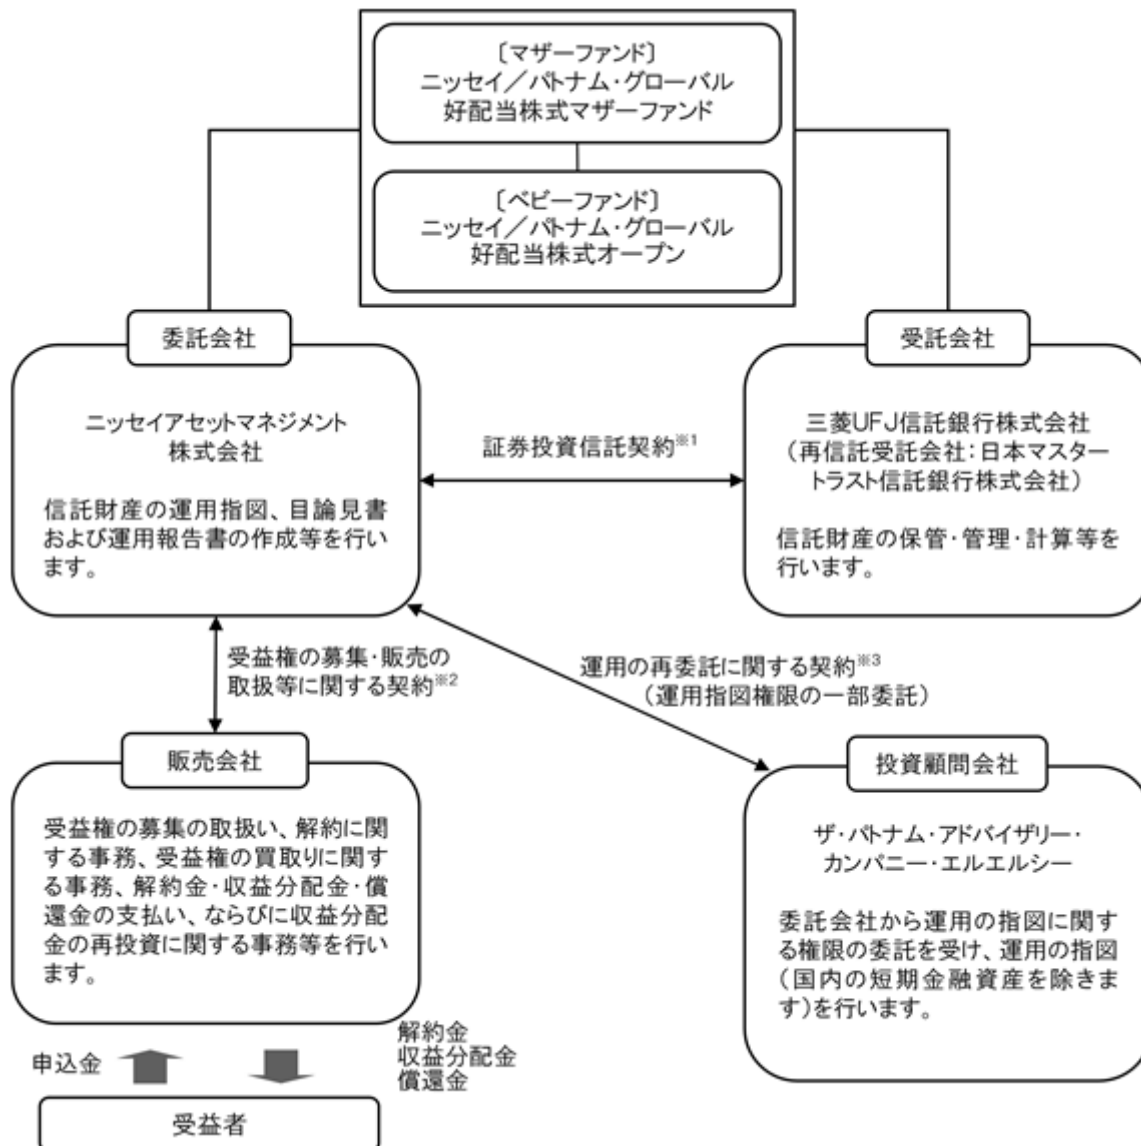 〔マザーファンド〕
ニッセイ／パトナム・グローバル
好配当株式マザーファンド
〔ベビーファンド〕
ニッセイ／パトナム・グローバル
好配当株式オープン
委託会社
ニッセイアセットマネジメント
株式会社
信託財産の運用指図、目論見書
および運用報告書の作成等を行い
ます。
証券投資信託契約※1
受託会社
三菱UFJ信託銀行株式会社
（再信託受託会社：日本マスター
トラスト信託銀行株式会社）
信託財産の保管・管理・計算等を
行います。
受益権の募集・販売の
取扱等に関する契約※2
運用の再委託に関する契約※3
（運用指図権限の一部委託）
販売会社
受益権の募集の取扱い、解約に関
する事務、受益権の買取りに関す
る事務、解約金・収益分配金・償
還金の支払い、ならびに収益分配
金の再投資に関する事務等を行い
ます。
投資顧問会社
ザ・パトナム・アドバイザリー・
カンパニー・エルエルシー
委託会社から運用の指図に関す
る権限の委託を受け、運用の指図
（国内の短期金融資産を除きま
す）を行います。
申込金
解約金
収益分配金
償還金
受益者